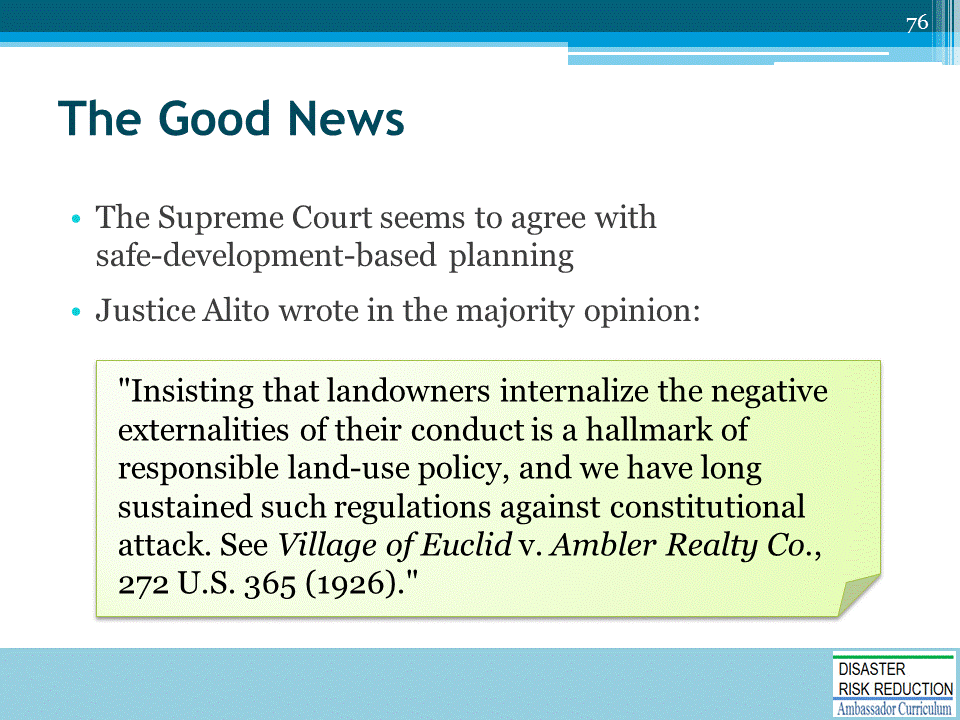 76
The Good News
• The Supreme Court seems to agree with
safe-development-based planning
• Justice Alito wrote in the majority opinion:
"Insisting that landowners internalize the negative
externalities of their conduct is a hallmark of
responsible land-use policy, and we have long
sustained such regulations against constitutional
attack. See Village of Euclid v. Ambler Realty Co.,
272 U.S. 365 (1926)."
DISASTER
RISK REDUCTION
Ambassador Curriculum